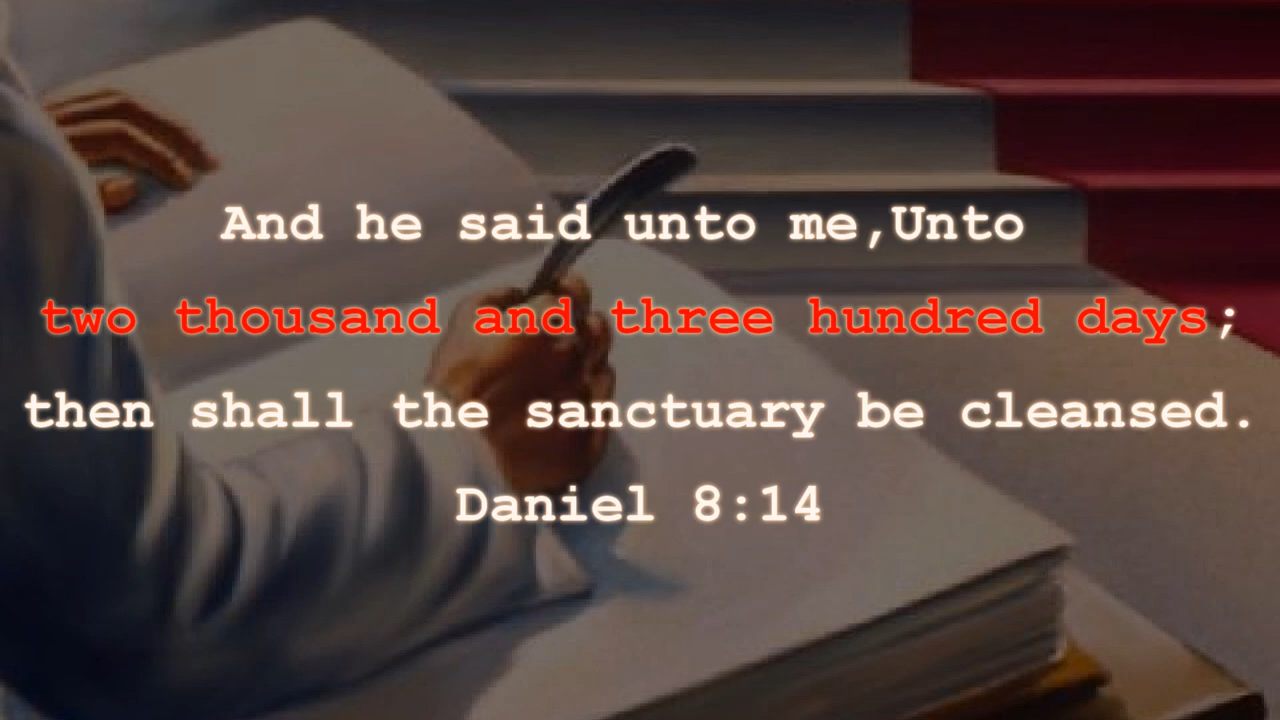 And he said unto me,Unto
two thousand and three hundred days;
then shall the sanctuary be cleansed.
Daniel 8:14